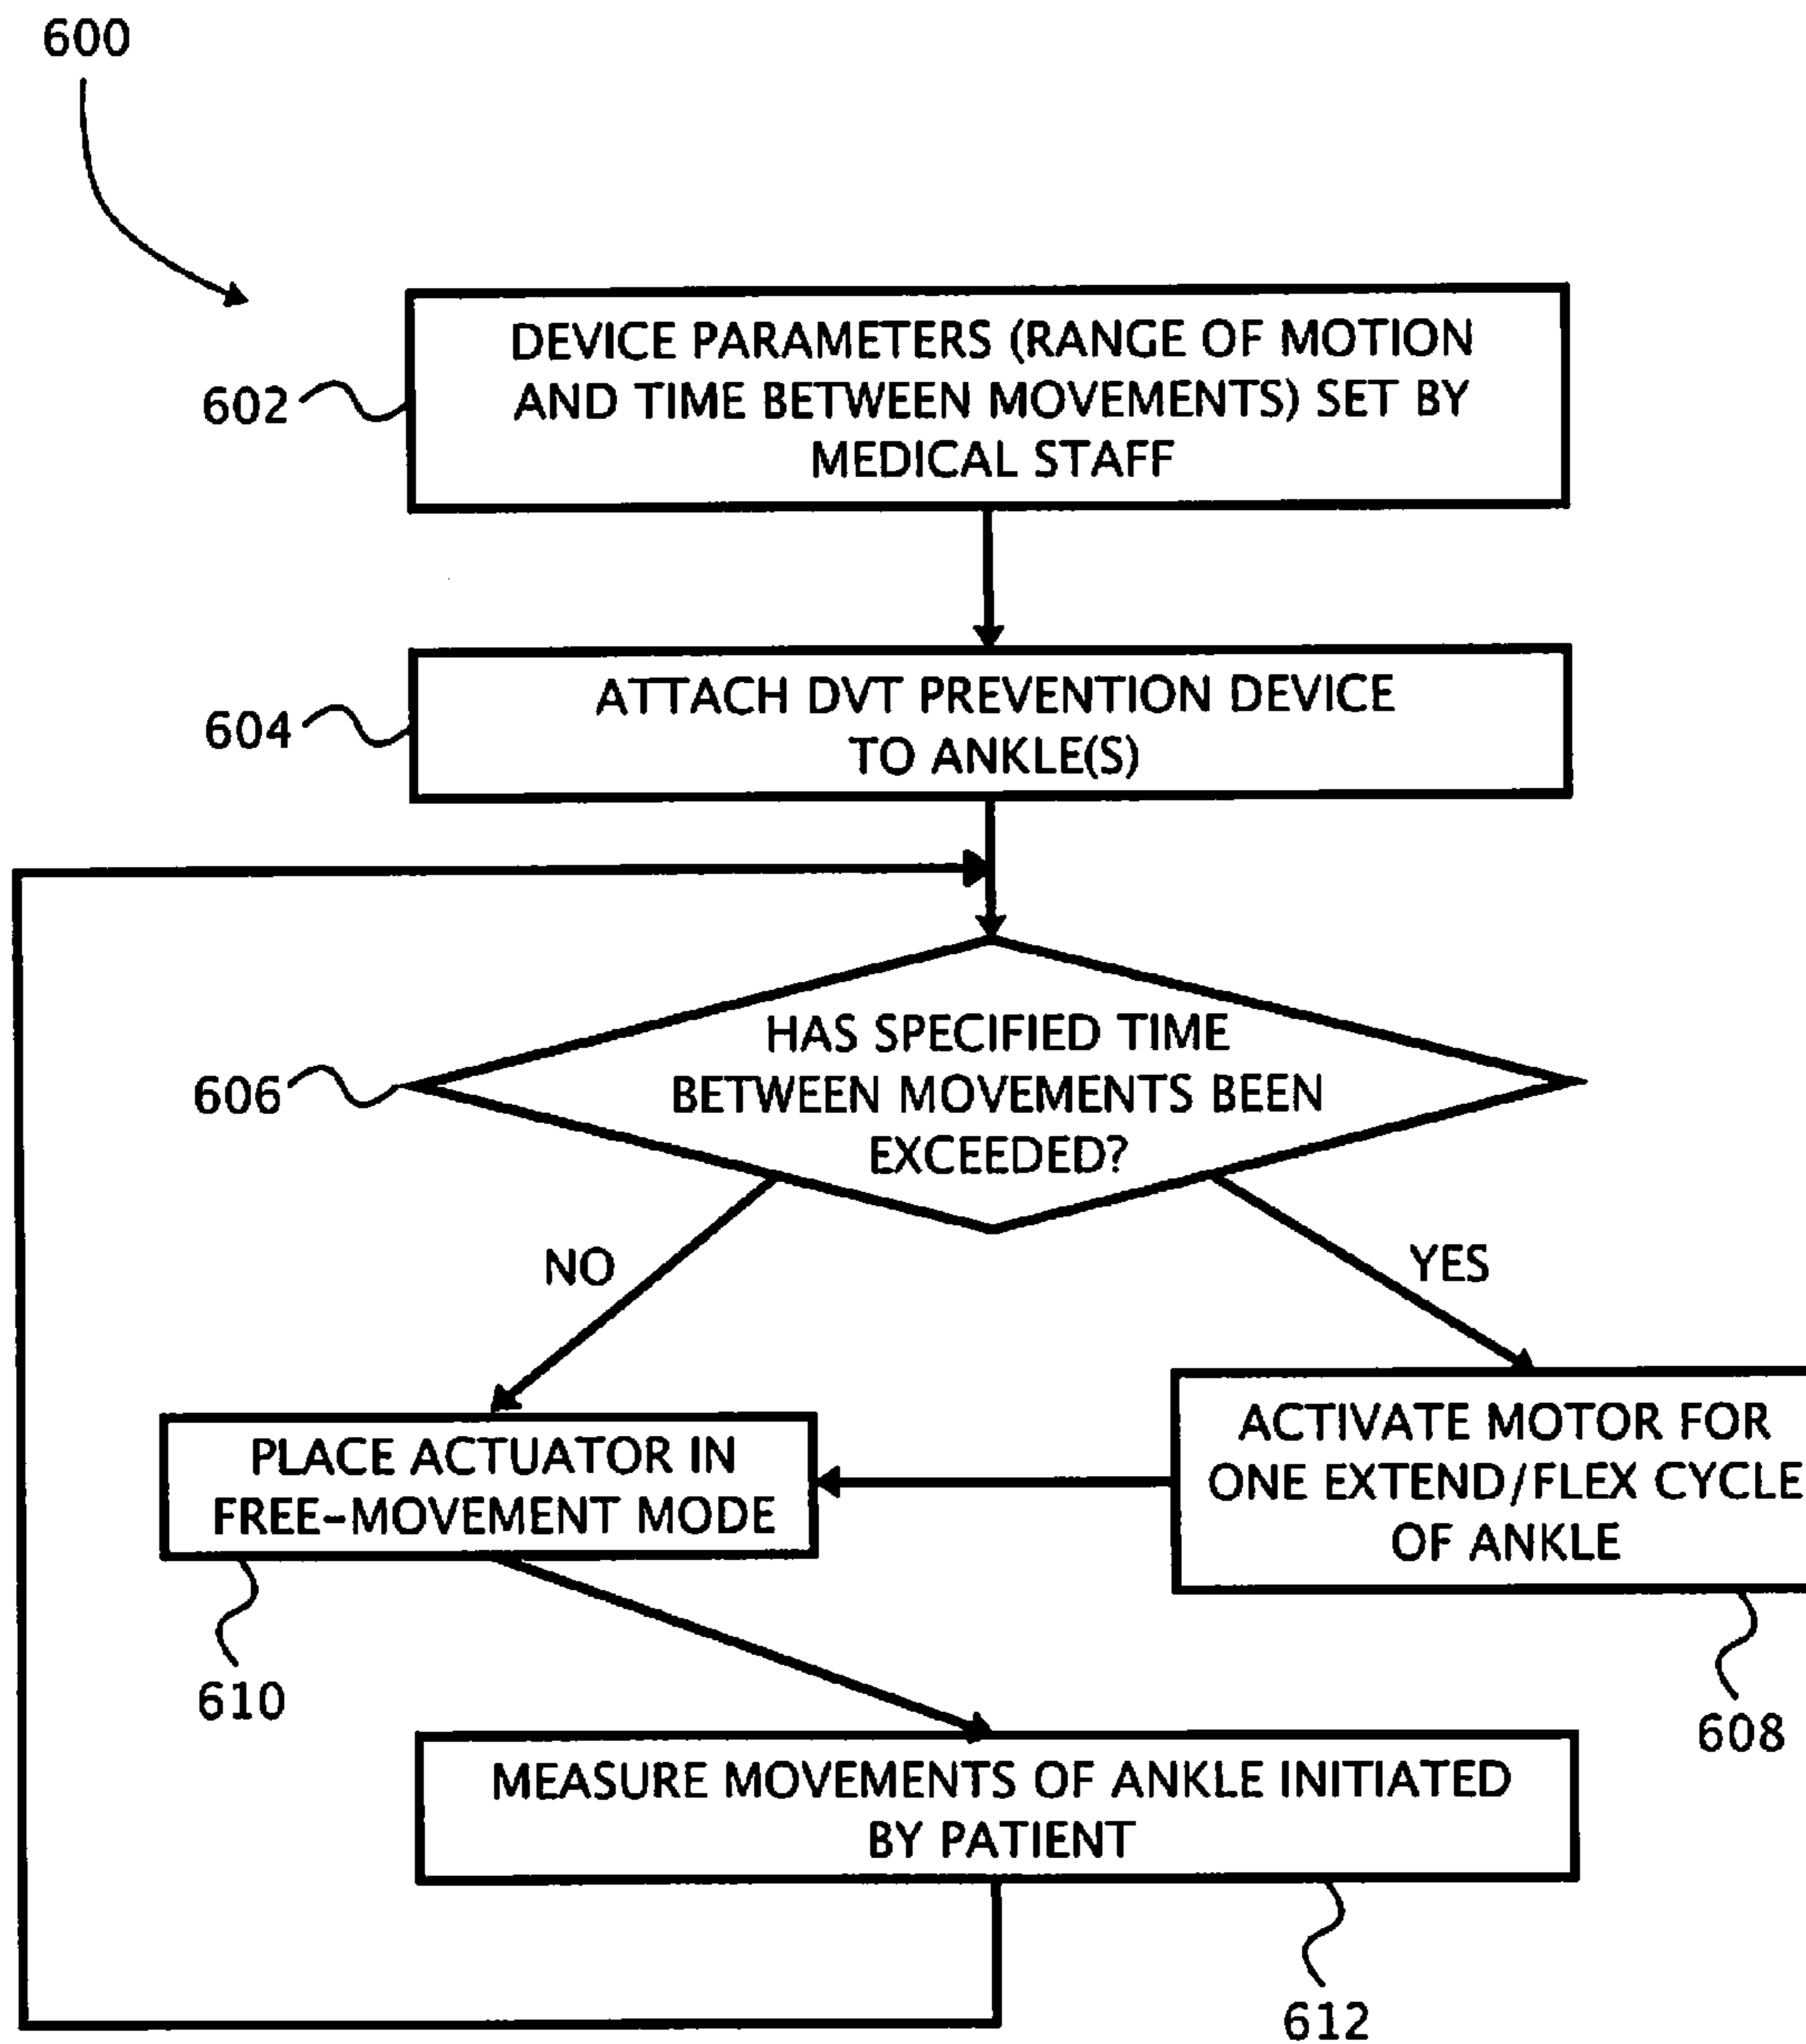 600
DEVICE PARAMETERS (RANGE OF MOTION
AND TIME BETWEEN MOVEMENTS) SET BY
MEDICAL STAFF
602
ATTACH DVT PREVENTION DEVICE
TO ANKLE(S)
604
HAS SPECIFIED TIME
BETWEEN MOVEMENTS BEEN
EXCEEDED?
606
NO
YES
PLACE ACTUATOR IN
FREE-MOVEMENT MODE
ACTIVATE MOTOR FOR
ONE EXTEND/FLEX CYCLE
OF ANKLE
610
608
MEASURE MOVEMENTS OF ANKLE INITIATED
BY PATIENT
612